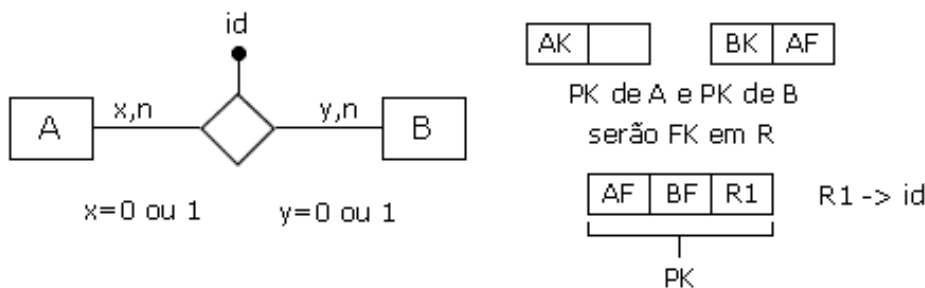 id
A
x,n
y,n
B
x=0 ou 1
y=0 ou 1
AK
BK AF
PK de A e PK de B
serão FK em R
AF BF R1
R1 -> id
PK